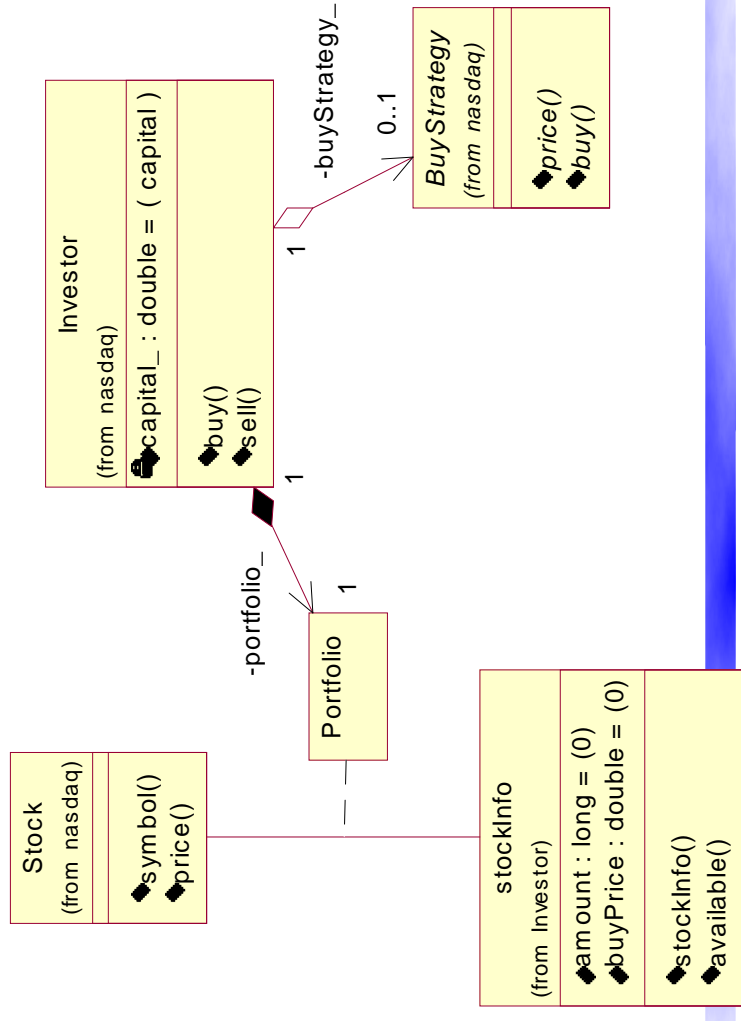 Stock
(from nasdaq)
symbol()
price()
stockInfo
(from Investor)
amount : long = (0)
buyPrice : double = (0)
stockInfo()
available()
Portfolio
-portfolio_
1
1
Investor
(from nasdaq)
capital_ : double = ( capital )
buy()
sell()
1
-buyStrategy_
0..1
BuyStrategy
(from nasdaq)
price()
buy()